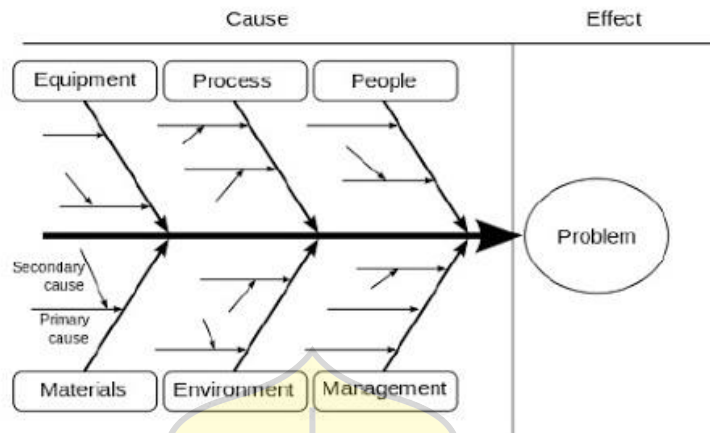 Cause
Effect
Equipment
Process
People
Problem
Secondary
cause
Primary
cause
Materials
Environment
Management